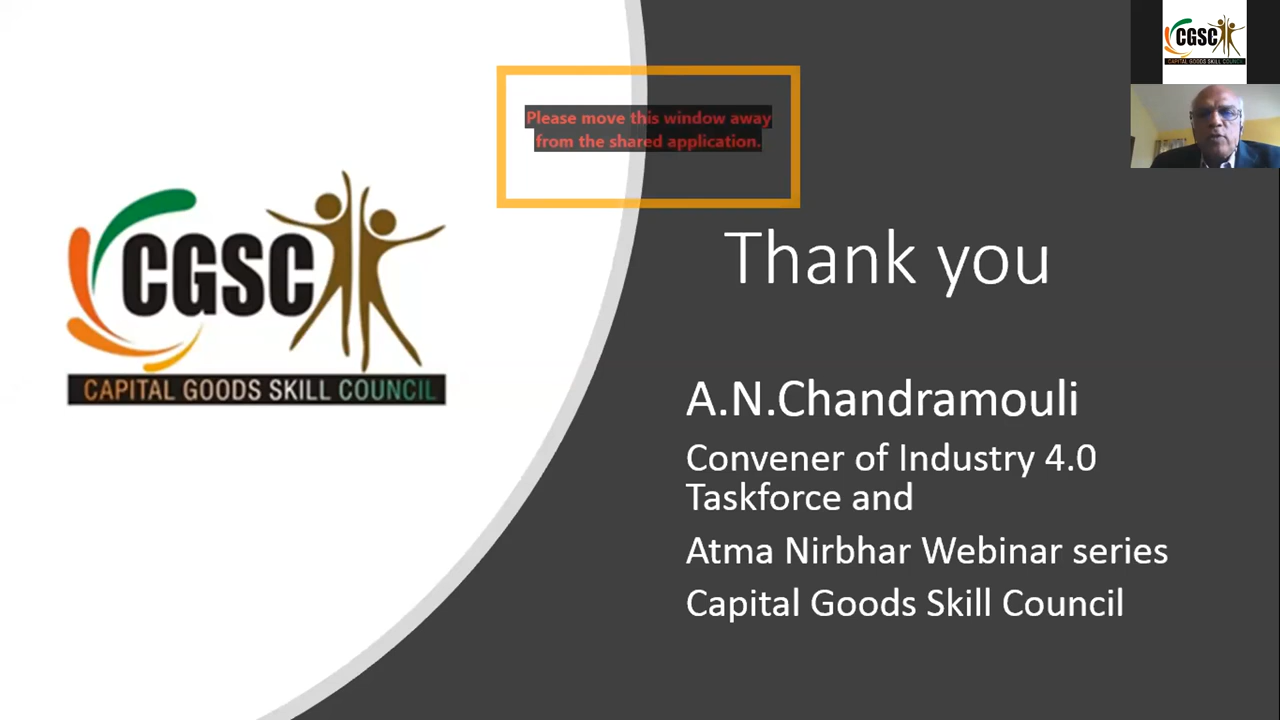 CGSC
CAPITAL GOODS SKILL COUNCIL
Please move this window away
from the shared application.
Thank you
A.N.Chandramouli
Convener of Industry 4.0
Taskforce and
Atma Nirbhar Webinar series
Capital Goods Skill Council
CGSC
CAPITAL GOODS SKILL COUNCIL